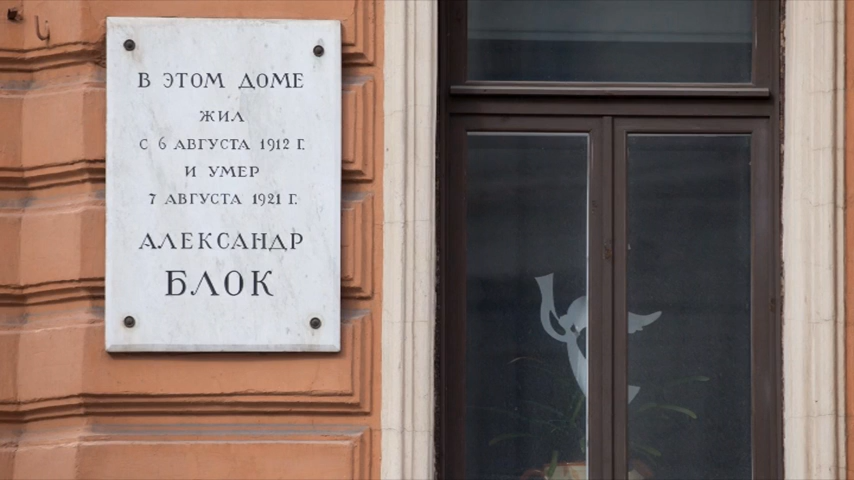 В ЭТОМ ДОМЕ
ЖИЛ
С 6 АВГУСТА 1912 Г.
И УМЕР
7 АВГУСТА 1921 Г.
АЛЕКСАНДР
БЛОК